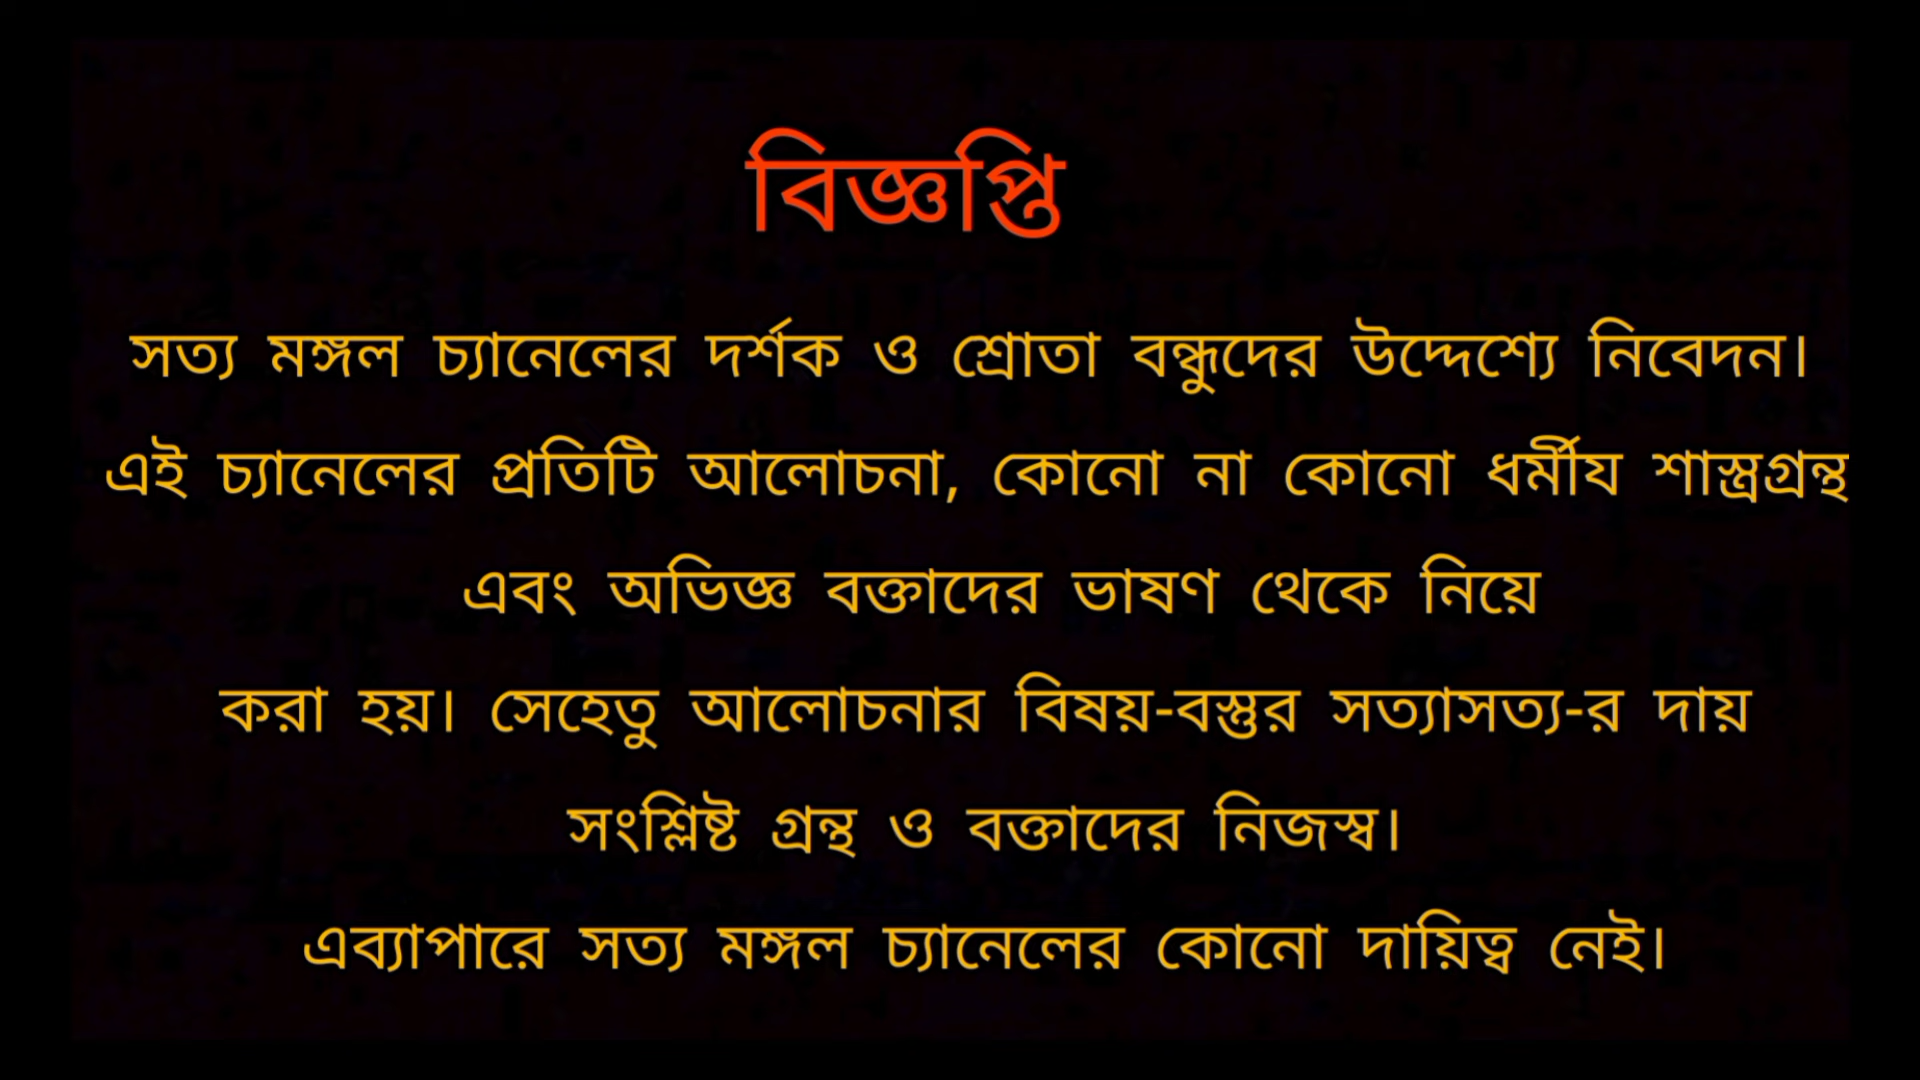 বিজ্ঞপ্তি
সত্য মঙ্গল চ্যানেলের দর্শক ও শ্রোতা বন্ধুদের উদ্দেশ্যে নিবেদন।
এই চ্যানেলের প্রতিটি আলোচনা, কোনো না কোনো ধর্মীয শাস্ত্রগ্রন্থ
এবং অভিজ্ঞ বক্তাদের ভাষণ থেকে নিয়ে
করা হয়। সেহেতু আলোচনার বিষয়-বস্তুর সত্যাসত্য-র দায়
সংশ্লিষ্ট গ্রন্থ ও বক্তাদের নিজস্ব।
এব্যাপারে সত্য মঙ্গল চ্যানেলের কোনো দায়িত্ব নেই।